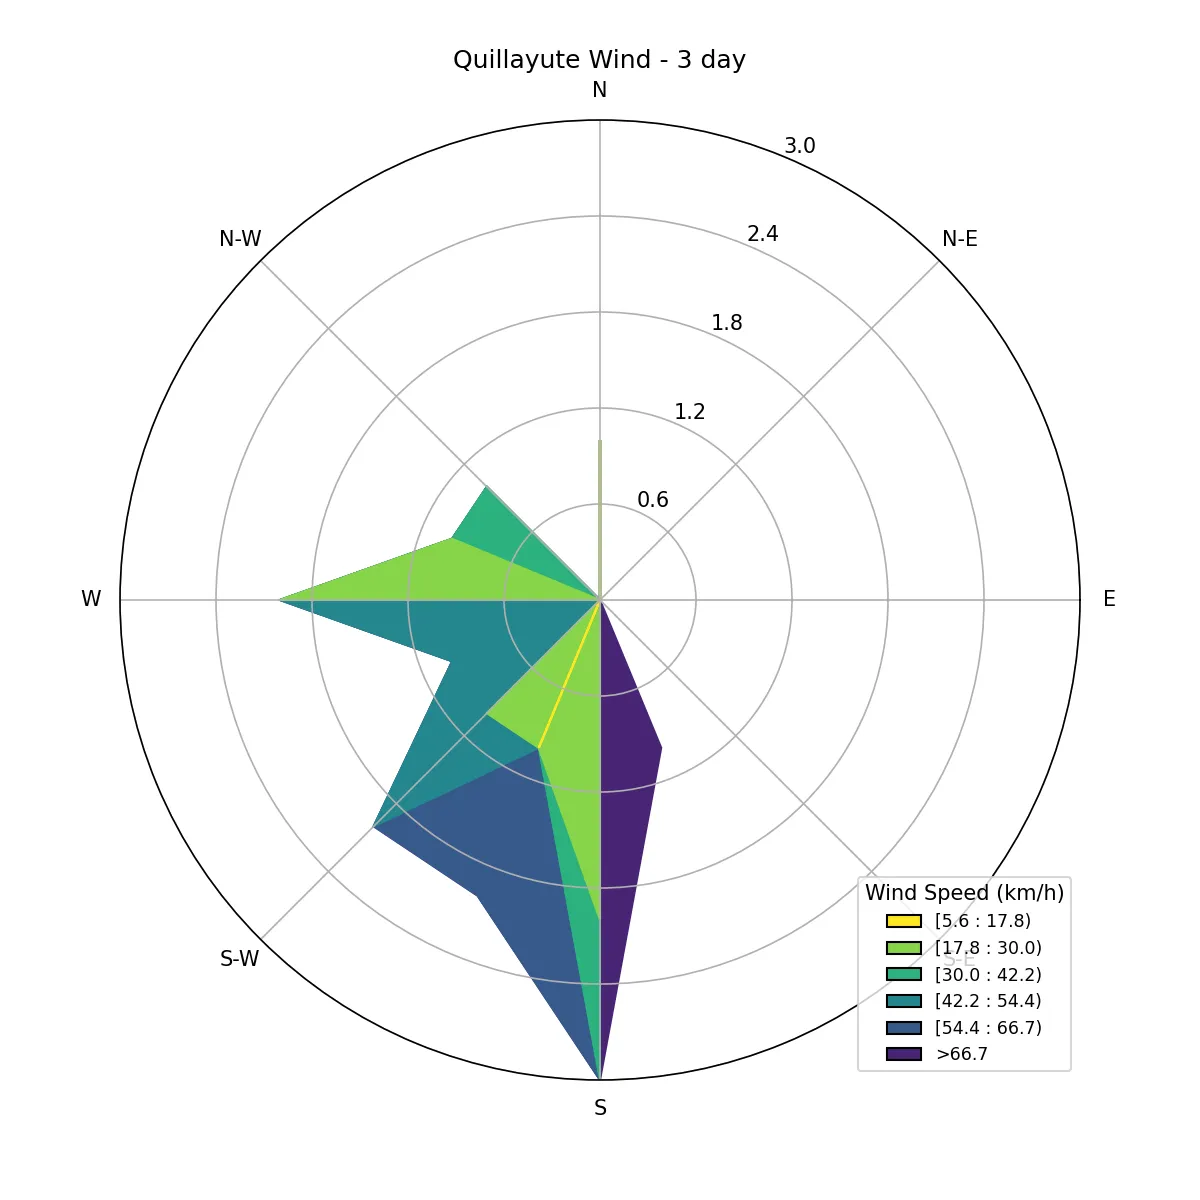 Quillayute Wind - 3 day
N
3.0
N-W
2.4
N-E
1.8
1.2
0.6
W
E
S-W
S-E
S
Wind Speed (km/h)
[5.6 : 17.8)
[17.8 : 30.0)
[30.0 : 42.2)
[42.2 : 54.4)
[54.4 : 66.7)
>66.7